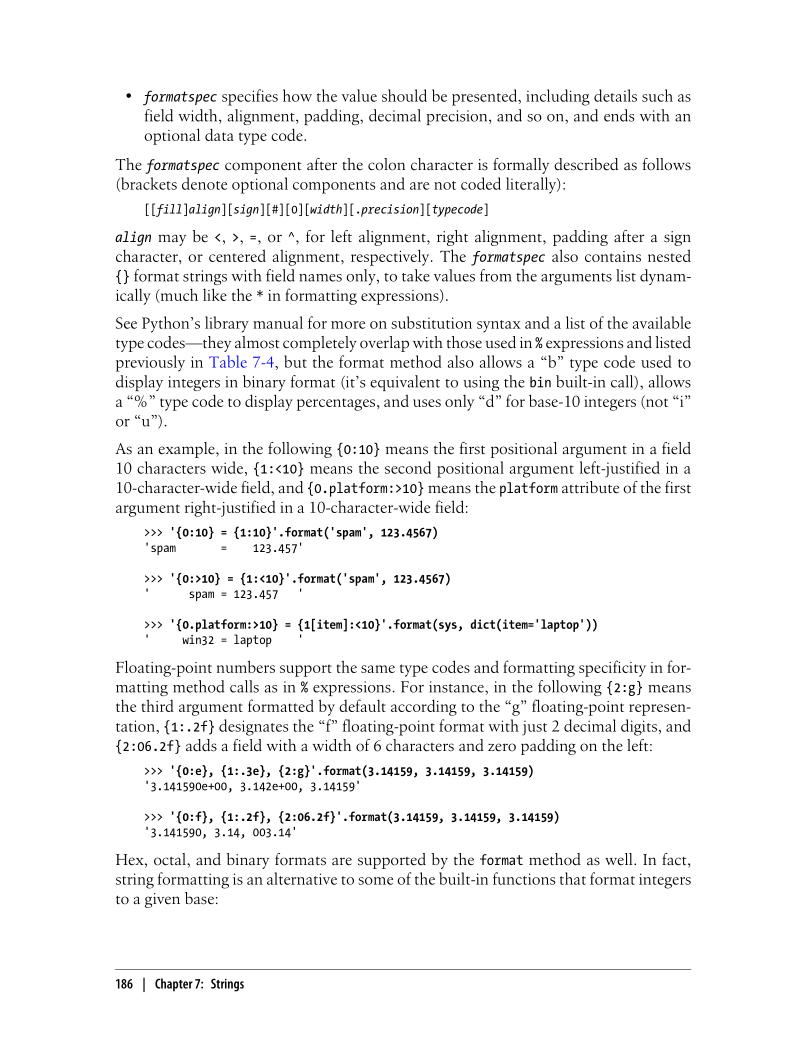 • formatspec specifies how the value should be presented, including details such as
field width, alignment, padding, decimal precision, and so on, and ends with an
optional data type code.
The formatspec component after the colon character is formally described as follows
(brackets denote optional components and are not coded literally):
[[fill]align][sign][#][0][width][.precision][typecode]
align may be <, >, =, or ^, for left alignment, right alignment, padding after a sign
character, or centered alignment, respectively. The formatspec also contains nested
{} format strings with field names only, to take values from the arguments list dynam-
ically (much like the * in formatting expressions).
See Python’s library manual for more on substitution syntax and a list of the available
type codes—they almost completely overlap with those used in % expressions and listed
previously in Table 7-4, but the format method also allows a “b” type code used to
display integers in binary format (it’s equivalent to using the bin built-in call), allows
a “%” type code to display percentages, and uses only “d” for base-10 integers (not “i”
or “u”).
As an example, in the following {0:10} means the first positional argument in a field
10 characters wide, {1:<10} means the second positional argument left-justified in a
10-character-wide field, and {0.platform:>10} means the platform attribute of the first
argument right-justified in a 10-character-wide field:
>>> '{0:10} = {1:10}'.format('spam', 123.4567)
'spam       =    123.457'
>>> '{0:>10} = {1:<10}'.format('spam', 123.4567)
'      spam = 123.457   '
>>> '{0.platform:>10} = {1[item]:<10}'.format(sys, dict(item='laptop'))
'     win32 = laptop    '
Floating-point numbers support the same type codes and formatting specificity in for-
matting method calls as in % expressions. For instance, in the following {2:g} means
the third argument formatted by default according to the “g” floating-point represen-
tation, {1:.2f} designates the “f” floating-point format with just 2 decimal digits, and
{2:06.2f} adds a field with a width of 6 characters and zero padding on the left:
>>> '{0:e}, {1:.3e}, {2:g}'.format(3.14159, 3.14159, 3.14159)
'3.141590e+00, 3.142e+00, 3.14159'
>>> '{0:f}, {1:.2f}, {2:06.2f}'.format(3.14159, 3.14159, 3.14159)
'3.141590, 3.14, 003.14'
Hex, octal, and binary formats are supported by the format method as well. In fact,
string formatting is an alternative to some of the built-in functions that format integers
to a given base:
186 | Chapter 7: Strings